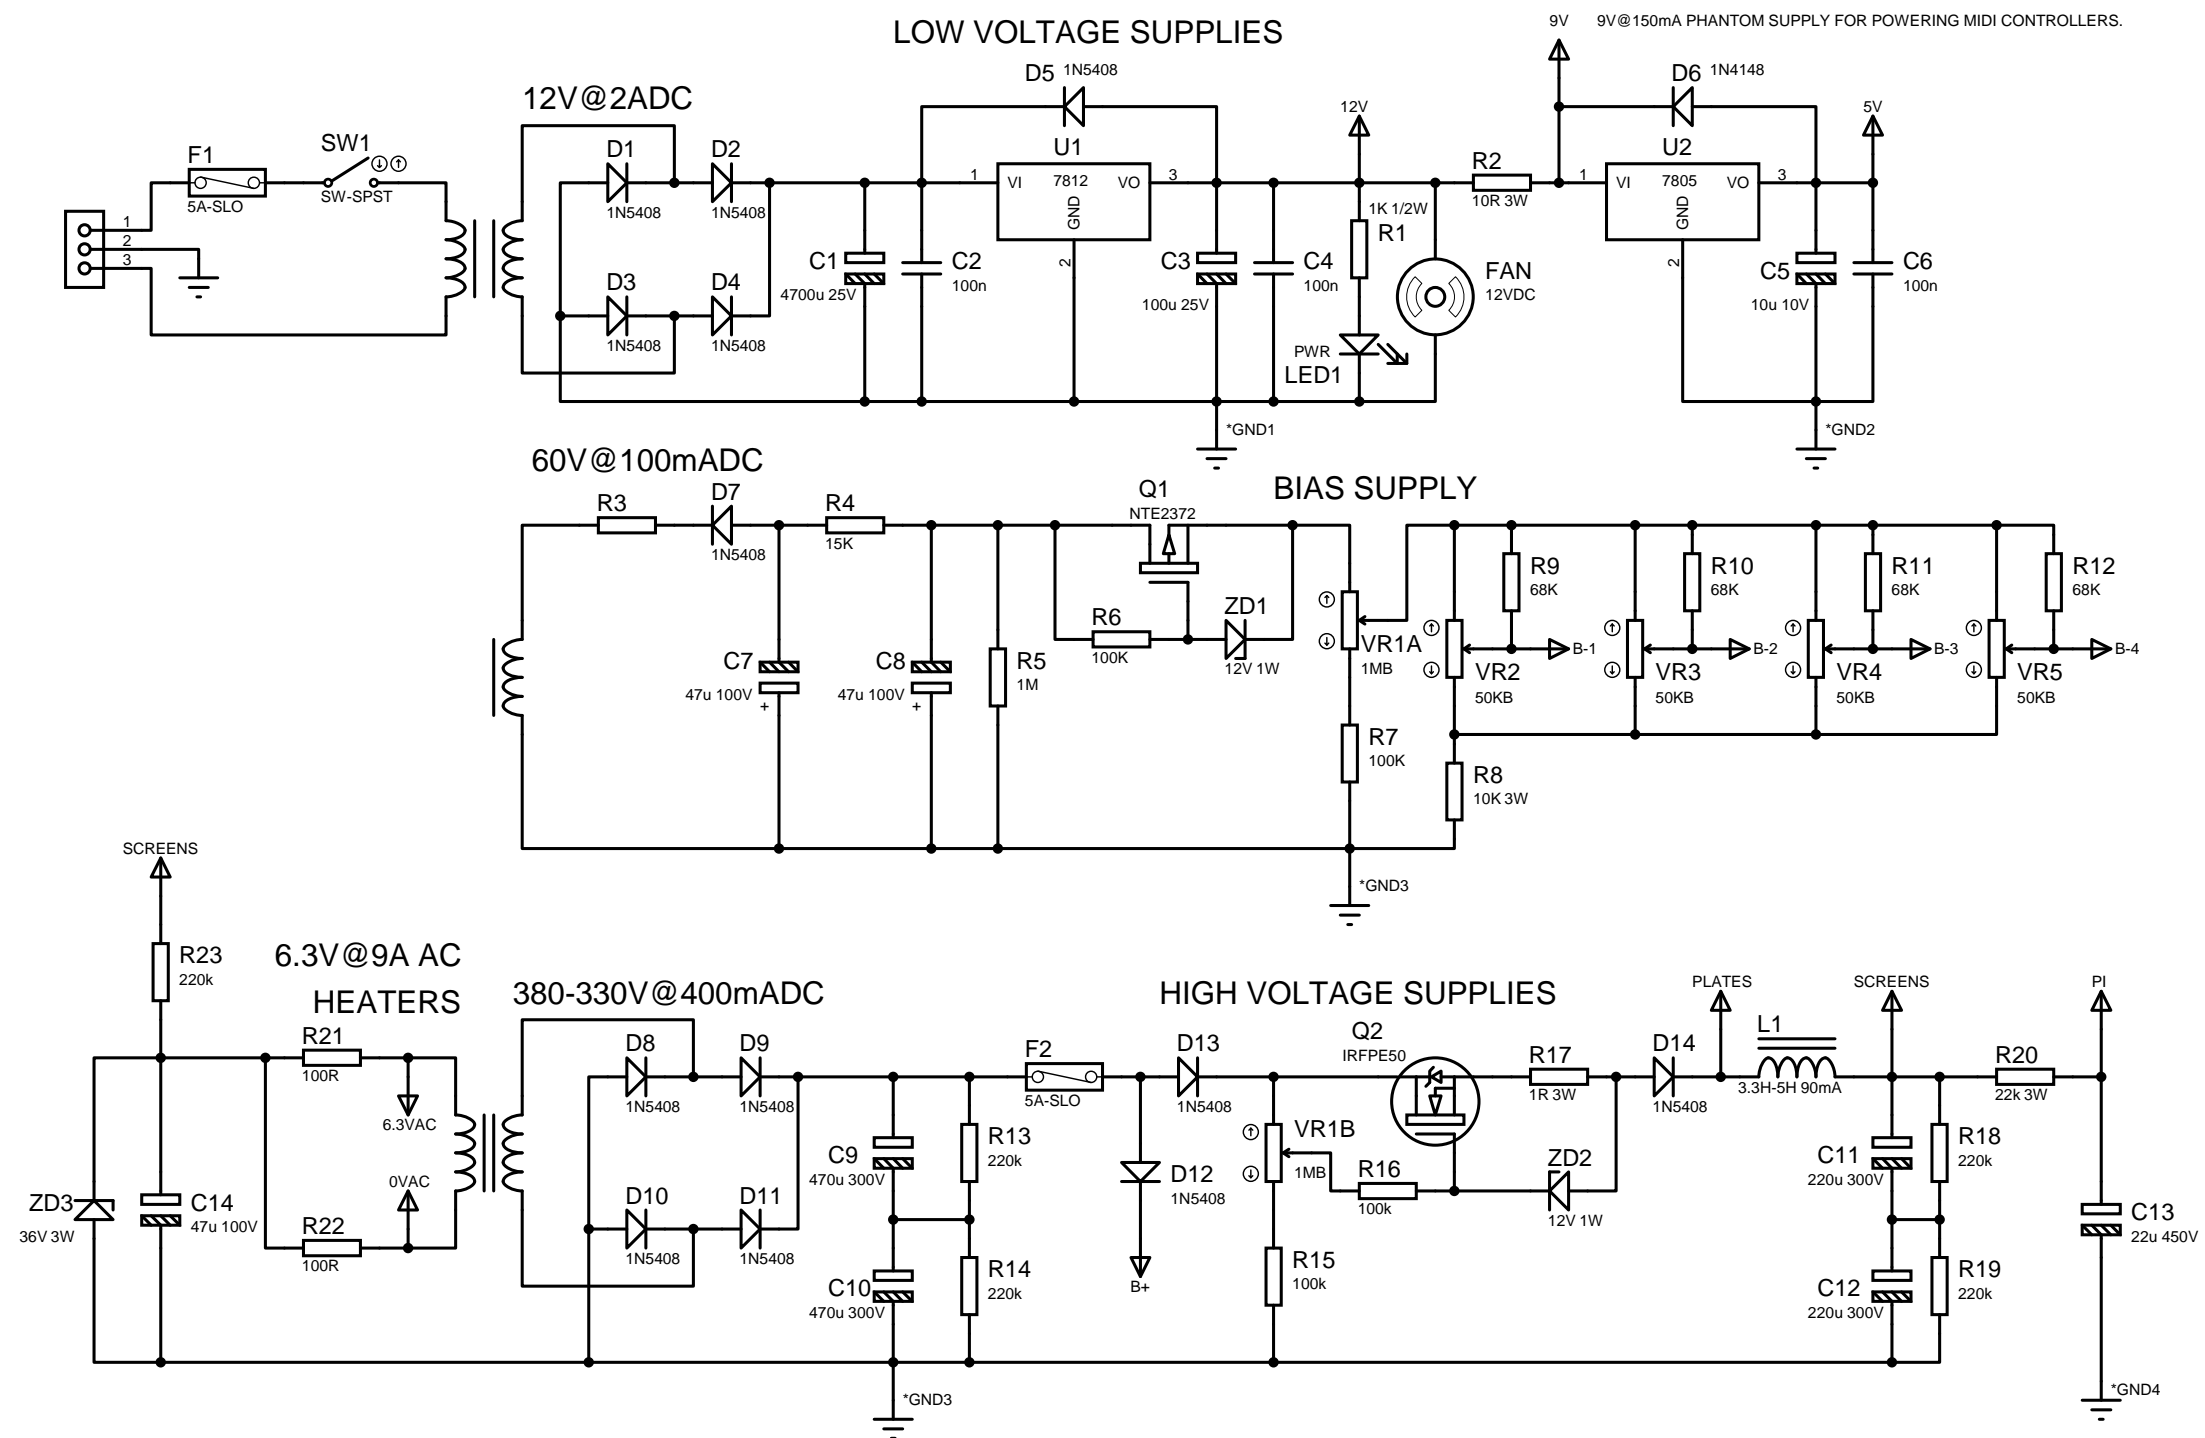 LOW VOLTAGE SUPPLIES
9V
9V@150mA PHANTOM SUPPLY FOR POWERING MIDI CONTROLLERS.
12V@2ADC
D5 1N5408
D6 1N4148
12V
5V
F1
5A-SLO
SW1
SW-SPST
1
2
3
D1
1N5408
D2
1N5408
D3
1N5408
D4
1N5408
C1
4700u 25V
C2
100n
U1
7812
VI
VO
GND
1
3
2
C3
100u 25V
C4
100n
1K 1/2W
R1
PWR
LED1
FAN
12VDC
R2
10R 3W
U2
7805
VI
VO
GND
1
3
2
C5
10u 10V
C6
100n
*GND1
*GND2
60V@100mADC
BIAS SUPPLY
R3
D7
1N5408
R4
15K
C7
47u 100V
+
C8
47u 100V
+
R5
1M
Q1
NTE2372
R6
100K
ZD1
12V 1W
VR1A
1MB
R7
100K
R9
68K
R10
68K
R11
68K
R12
68K
VR2
50KB
B-1
VR3
50KB
B-2
VR4
50KB
B-3
VR5
50KB
B-4
R8
10K 3W
*GND3
SCREENS
R23
220k
6.3V@9A AC
HEATERS
380-330V@400mADC
HIGH VOLTAGE SUPPLIES
R21
100R
6.3VAC
0VAC
R22
100R
ZD3
36V 3W
C14
47u 100V
D8
1N5408
D9
1N5408
D10
1N5408
D11
1N5408
C9
470u 300V
C10
470u 300V
R13
220k
R14
220k
F2
5A-SLO
D13
1N5408
D12
1N5408
B+
VR1B
1MB
R15
100k
R16
100k
Q2
IRFPE50
R17
1R 3W
ZD2
12V 1W
D14
1N5408
PLATES
L1
3.3H-5H 90mA
SCREENS
C11
220u 300V
C12
220u 300V
R18
220k
R19
220k
R20
22k 3W
PI
C13
22u 450V
*GND3
*GND4